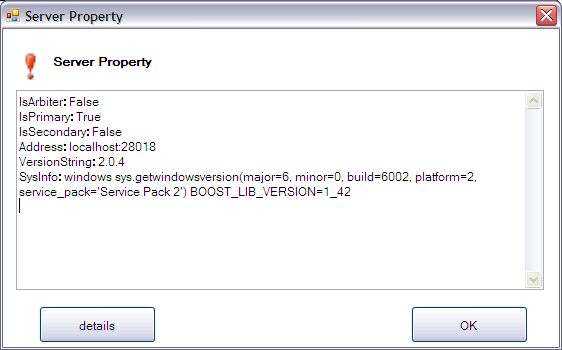 Server Property
Server Property
IsArbiter: False
IsPrimary: True
IsSecondary: False
Address: localhost:28018
VersionString: 2.0.4
SysInfo: windows sys.getwindowsversion(major=6, minor=0, build=6002, platform=2,
service_pack='Service Pack 2') BOOST_LIB_VERSION=1_42
details
OK